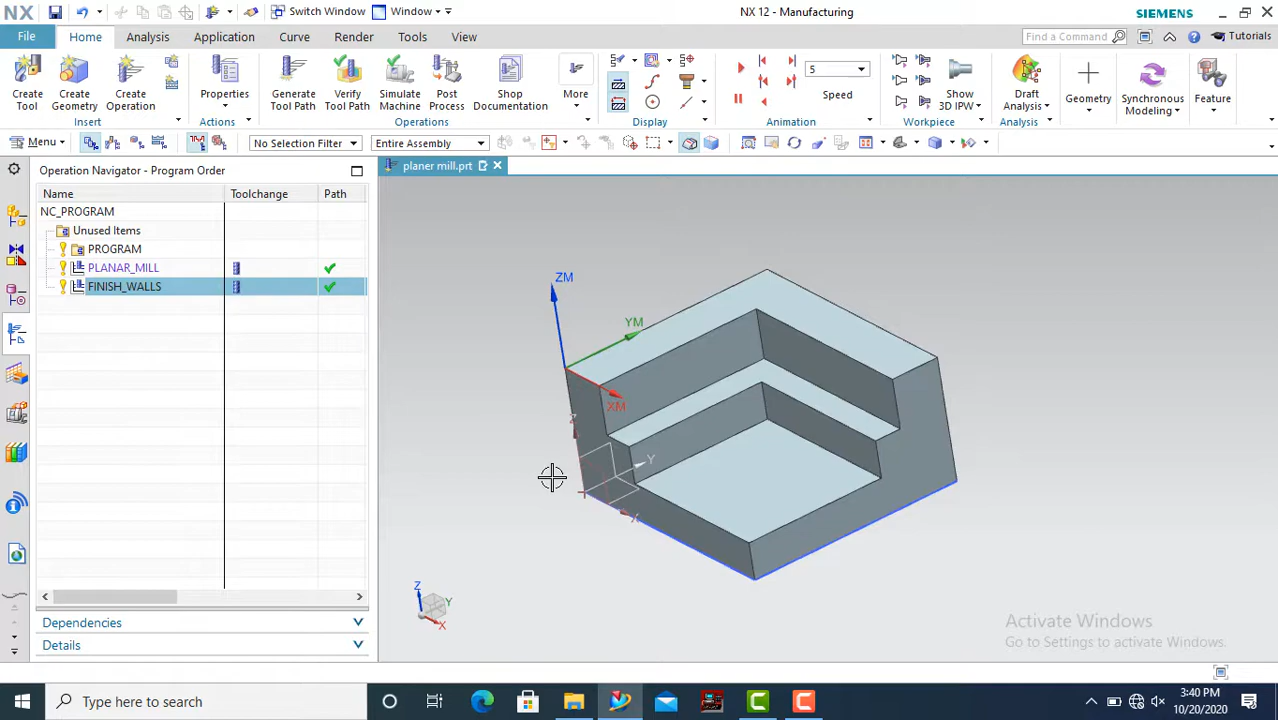 NX
Switch Window
Window
NX 12 - Manufacturing
SIEMENS
File
Home
Analysis
Application
Curve
Render
Tools
View
Find a Command
Tutorials
Create Tool
Create Geometry
Create Operation
Properties
Generate Tool Path
Verify Tool Path
Simulate Machine
Post Process
Shop Documentation
More
5
Speed
Show 3D IPW
Draft Analysis
Geometry
Synchronous Modeling
Feature
Insert
Actions
Operations
Display
Animation
Workpiece
Analysis
Menu
No Selection Filter
Entire Assembly
Operation Navigator - Program Order
planer mill.prt
Name
Toolchange
Path
NC_PROGRAM
Unused Items
PROGRAM
PLANAR_MILL
FINISH_WALLS
ZM
YM
XM
Z
Y
X
Z
Y
X
Dependencies
Details
Activate Windows
Go to Settings to activate Windows.
Type here to search
3:40 PM
10/20/2020